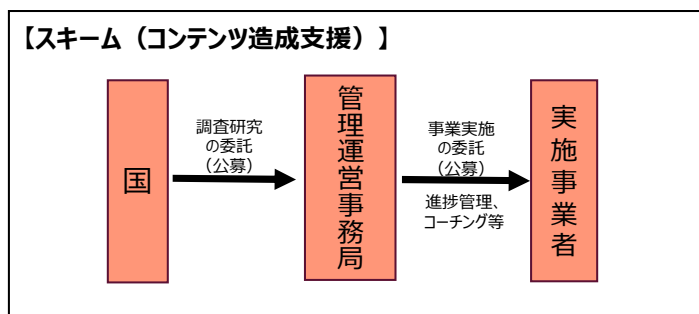 【スキーム（コンテンツ造成支援）】
国
調査研究
の委託
（公募）
管理運営事務局
事業実施
の委託
（公募）
進捗管理、
コーチング等
実施事業者